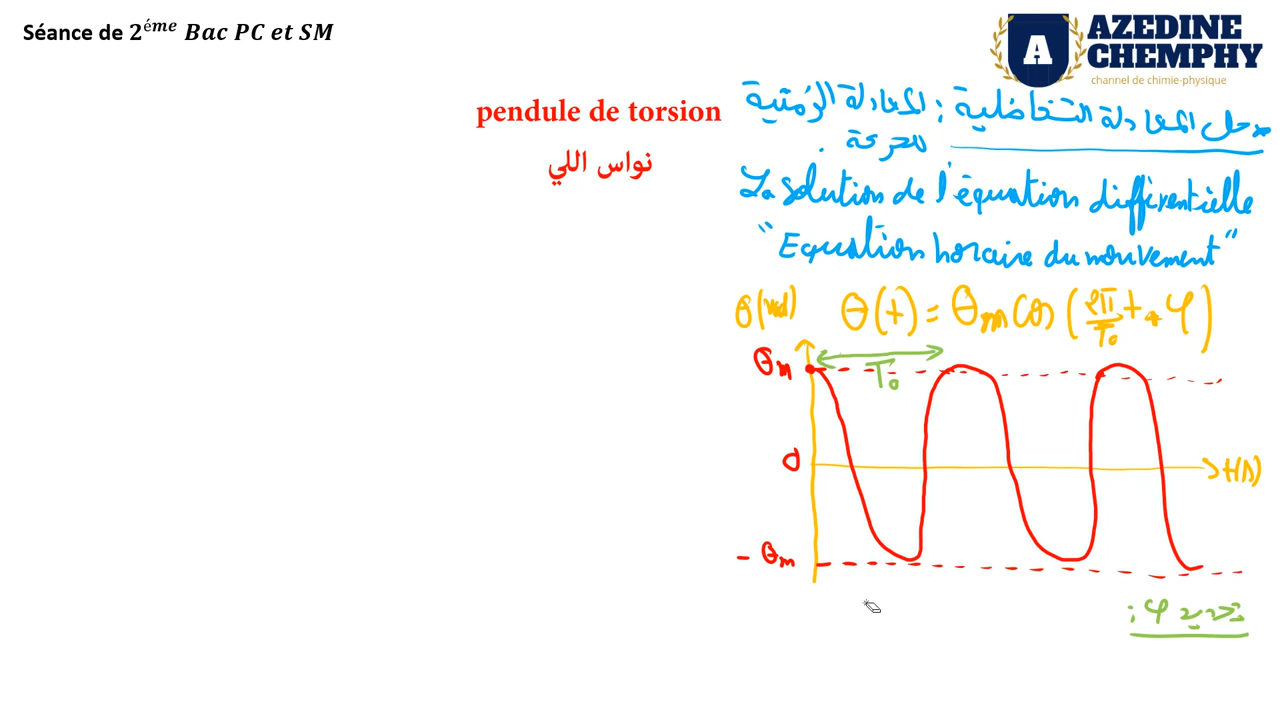 Séance de 2éme Bac PC et SM
AZEDINE
CHEMPHY
channel de chimie-physique
A
pendule de torsion
نواس اللي
حل المعادلة التفاضلية : المعادلة الزمنية
للحركة .
La solution de l'équation différentielle
"Equation horaire du mouvement"
θ(rad)
θ(t) = θm cos(2π/T₀ t + φ)
θm
T₀
0
t(s)
- θm
تحديد φ :